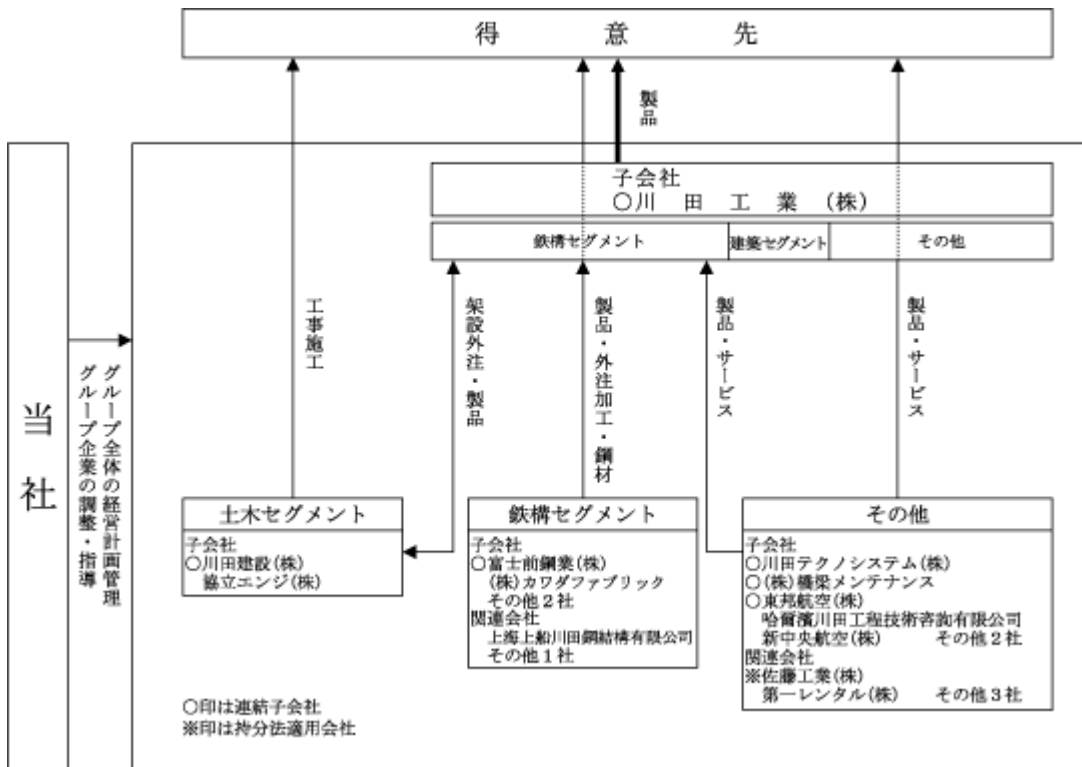 得意先
製品
子会社
○川田工業(株)
鉄構セグメント
建築セグメント
その他
工事施工
架設外注・製品
製品・外注加工・鋼材
製品・サービス
製品・サービス
当社
グループ全体の経営計画管理
グループ企業の調整・指導
土木セグメント
子会社
○川田建設(株)
協立エンジ(株)
鉄構セグメント
子会社
○富士前鋼業(株)
(株)カワダファブリック
その他2社
関連会社
上海上船川田鋼結構有限公司
その他1社
その他
子会社
○川田テクノシステム(株)
○(株)橋梁メンテナンス
○東邦航空(株)
哈爾濱川田工程技術咨詢有限公司
新中央航空(株) その他2社
関連会社
※佐藤工業(株)
第一レンタル(株) その他3社
○印は連結子会社
※印は持分法適用会社